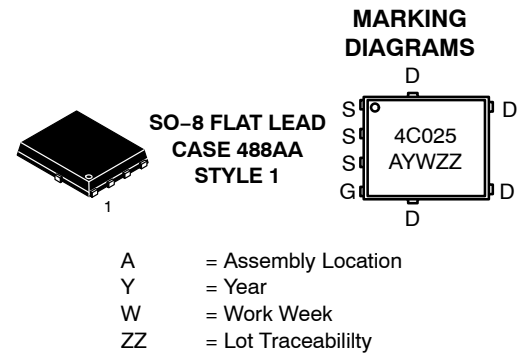 MARKING
DIAGRAMS
D
SO−8 FLAT LEAD
CASE 488AA
STYLE 1
1
S
S
S
G
4C025
AYWZZ
D
D
D
A = Assembly Location
Y = Year
W = Work Week
ZZ = Lot Traceabililty